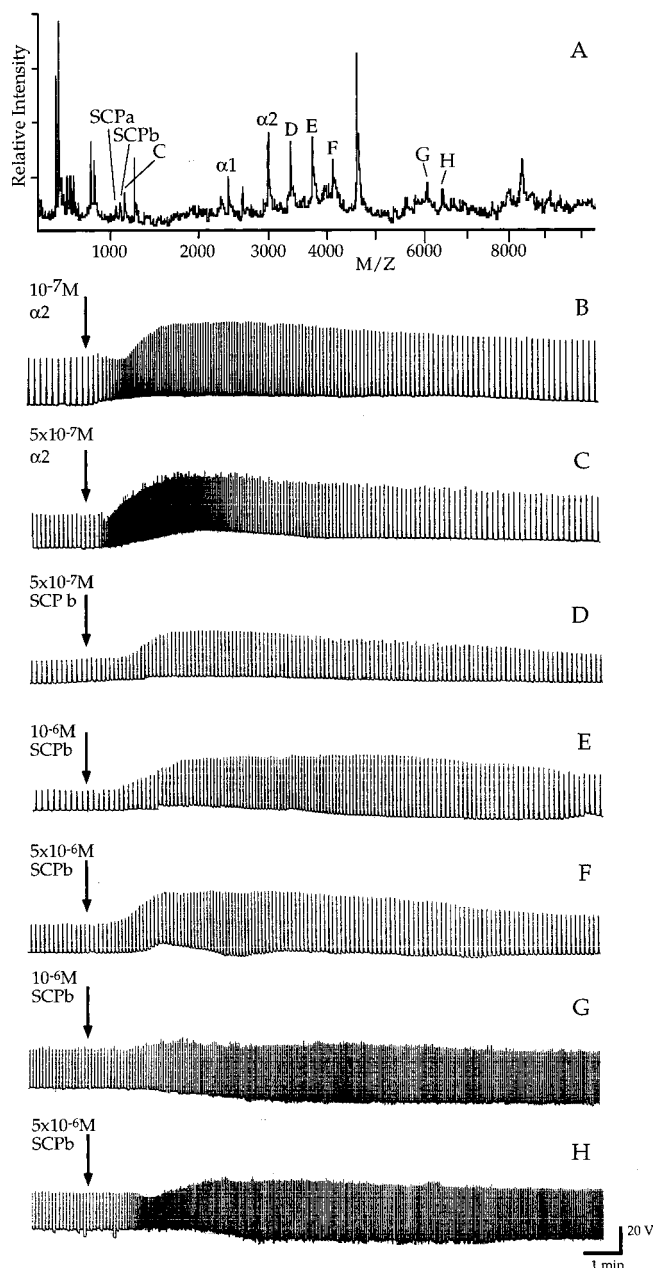 A
Relative Intensity
SCPa
SCPb
C
α1
α2
D
E
F
G
H
1000 2000 3000 4000 6000 8000
M/Z
10-7M
α2
B
5x10-7M
α2
C
5x10-7M
SCP b
D
10-6M
SCPb
E
5x10-6M
SCPb
F
10-6M
SCPb
G
5x10-6M
SCPb
H
20 V
1 min